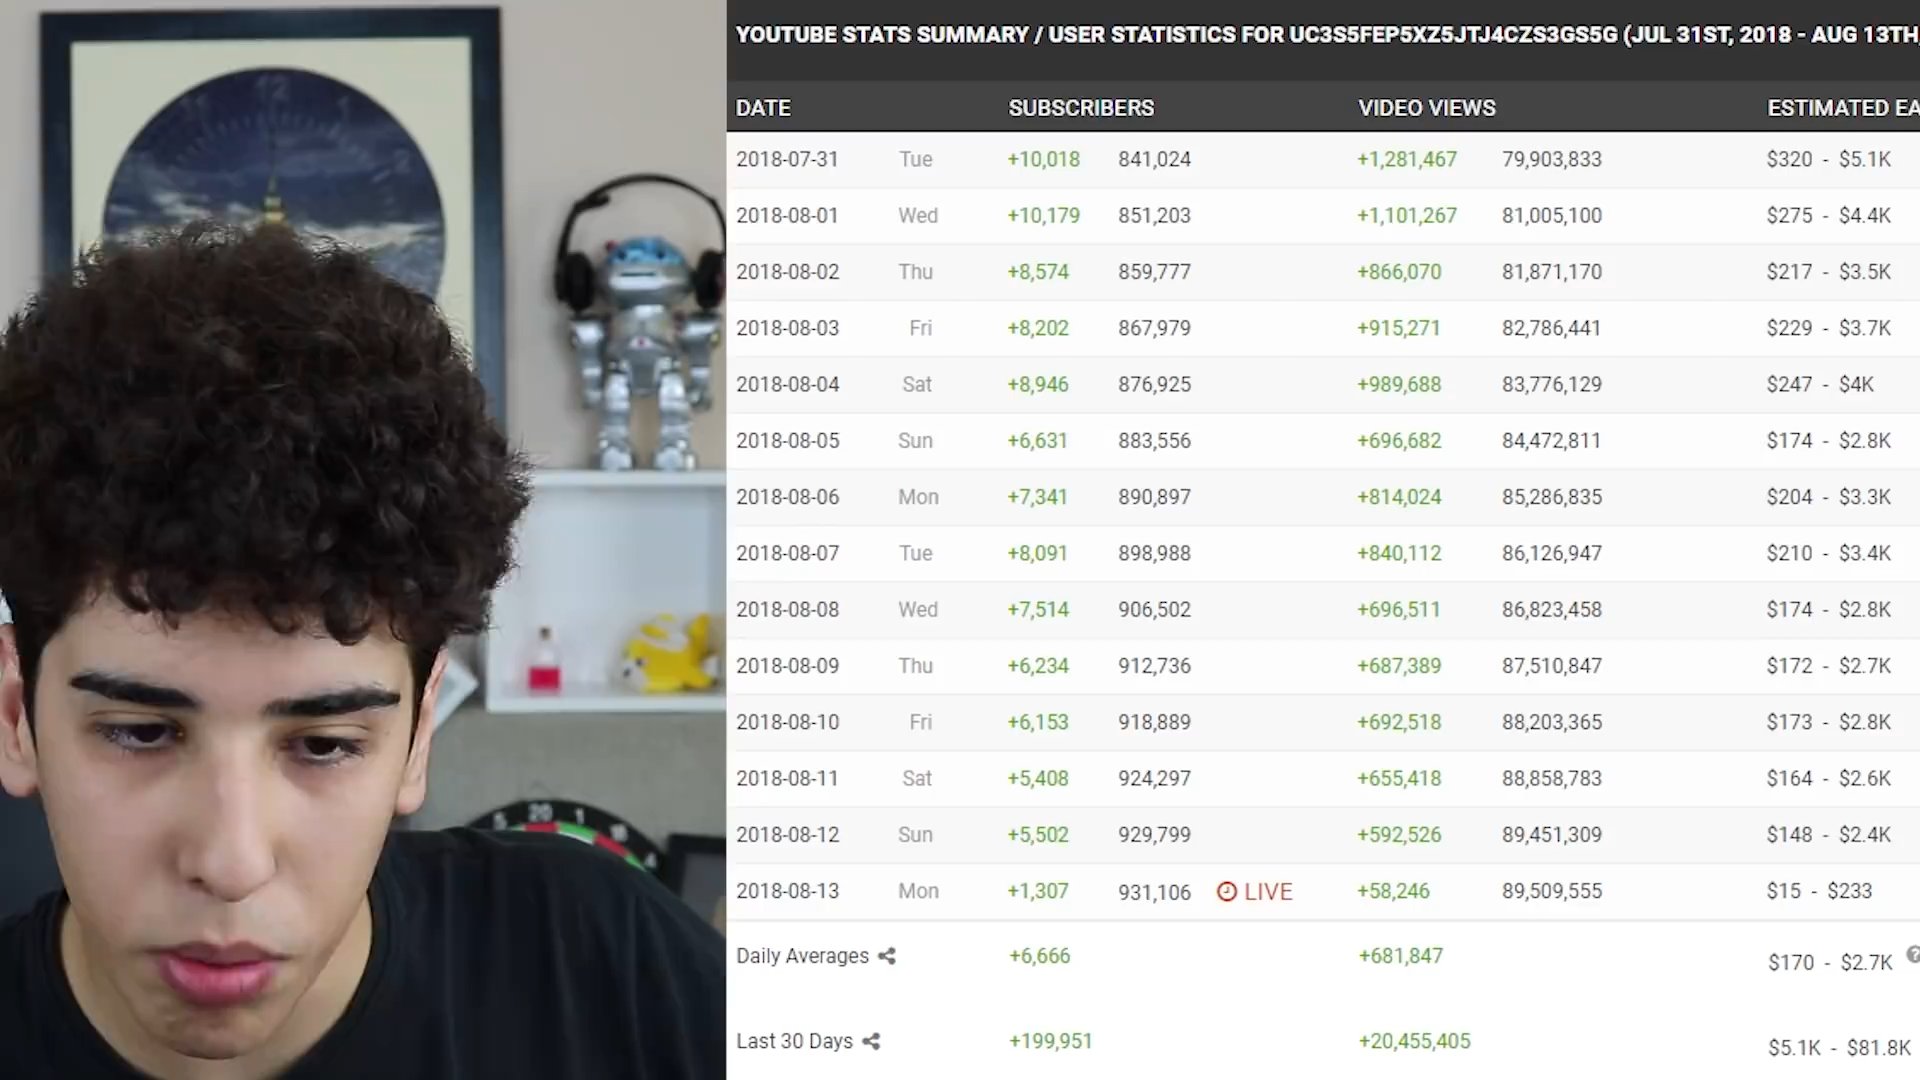 YOUTUBE STATS SUMMARY / USER STATISTICS FOR UC3S5FEP5XZ5JTJ4CZS3GS5G (JUL 31ST, 2018 - AUG 13TH,
DATE SUBSCRIBERS VIDEO VIEWS ESTIMATED EA
2018-07-31 Tue +10,018 841,024 +1,281,467 79,903,833 $320 - $5.1K
2018-08-01 Wed +10,179 851,203 +1,101,267 81,005,100 $275 - $4.4K
2018-08-02 Thu +8,574 859,777 +866,070 81,871,170 $217 - $3.5K
2018-08-03 Fri +8,202 867,979 +915,271 82,786,441 $229 - $3.7K
2018-08-04 Sat +8,946 876,925 +989,688 83,776,129 $247 - $4K
2018-08-05 Sun +6,631 883,556 +696,682 84,472,811 $174 - $2.8K
2018-08-06 Mon +7,341 890,897 +814,024 85,286,835 $204 - $3.3K
2018-08-07 Tue +8,091 898,988 +840,112 86,126,947 $210 - $3.4K
2018-08-08 Wed +7,514 906,502 +696,511 86,823,458 $174 - $2.8K
2018-08-09 Thu +6,234 912,736 +687,389 87,510,847 $172 - $2.7K
2018-08-10 Fri +6,153 918,889 +692,518 88,203,365 $173 - $2.8K
2018-08-11 Sat +5,408 924,297 +655,418 88,858,783 $164 - $2.6K
2018-08-12 Sun +5,502 929,799 +592,526 89,451,309 $148 - $2.4K
2018-08-13 Mon +1,307 931,106 LIVE +58,246 89,509,555 $15 - $233
Daily Averages +6,666 +681,847 $170 - $2.7K
Last 30 Days +199,951 +20,455,405 $5.1K - $81.8K
12
11
1
5 20 1 18 4